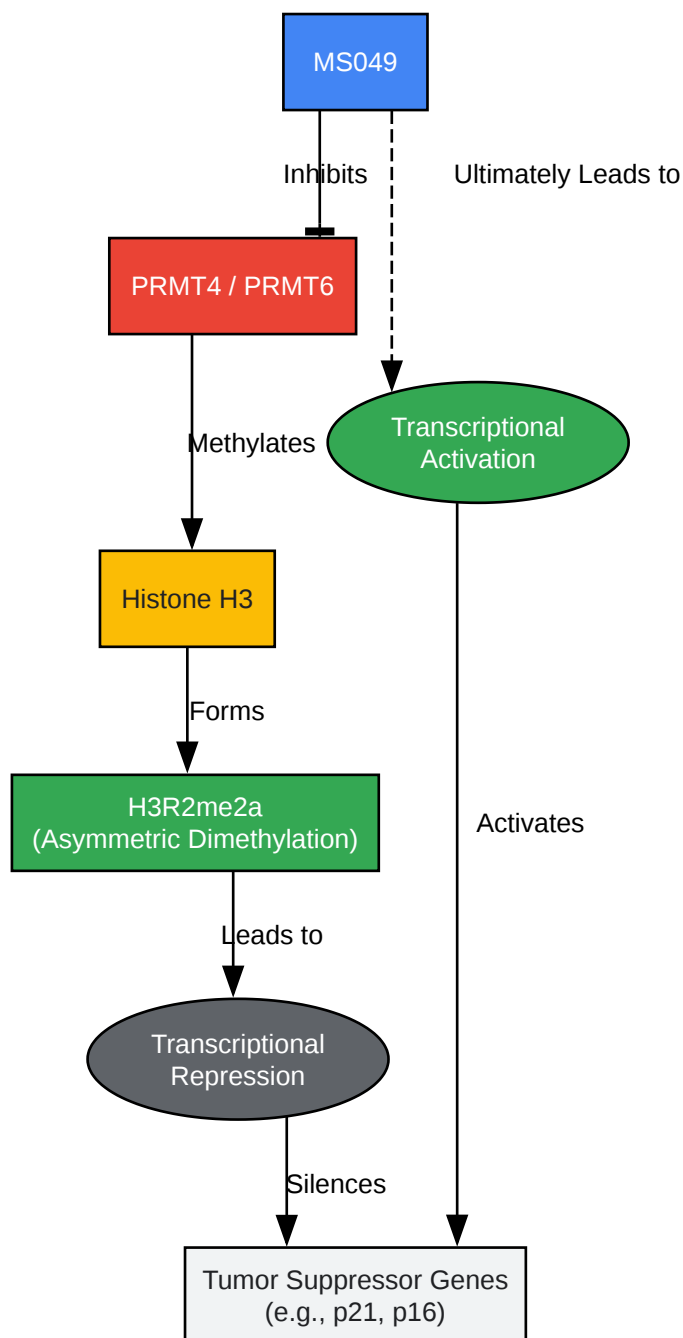 MS049
Inhibits
Ultimately Leads to
PRMT4 / PRMT6
Transcriptional
Activation
Methylates
Histone H3
Forms
H3R2me2a
(Asymmetric Dimethylation)
Activates
Leads to
Transcriptional
Repression
Silences
Tumor Suppressor Genes
(e.g., p21, p16)